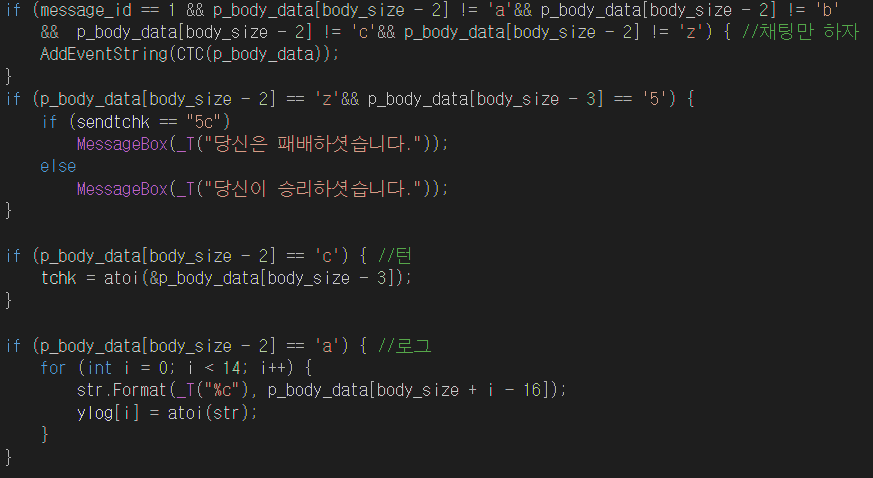 if (message_id == 1 && p_body_data[body_size - 2] != 'a'&& p_body_data[body_size - 2] != 'b'
&& p_body_data[body_size - 2] != 'c'&& p_body_data[body_size - 2] != 'z') { //채팅만 하자
AddEventString(CTC(p_body_data));
}
if (p_body_data[body_size - 2] == 'z'&& p_body_data[body_size - 3] == '5') {
if (sendtchk == "5c")
MessageBox(_T("당신은 패배하셧습니다."));
else
MessageBox(_T("당신이 승리하셧습니다."));
}
if (p_body_data[body_size - 2] == 'c') { //턴
tchk = atoi(&p_body_data[body_size - 3]);
}
if (p_body_data[body_size - 2] == 'a') { //로그
for (int i = 0; i < 14; i++) {
str.Format(_T("%c"), p_body_data[body_size + i - 16]);
ylog[i] = atoi(str);
}
}